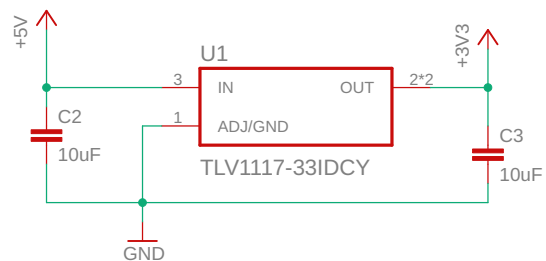 +5V
+3V3
U1
3
IN
OUT
2*2
1
ADJ/GND
C2
10uF
TLV1117-33IDCY
C3
10uF
GND